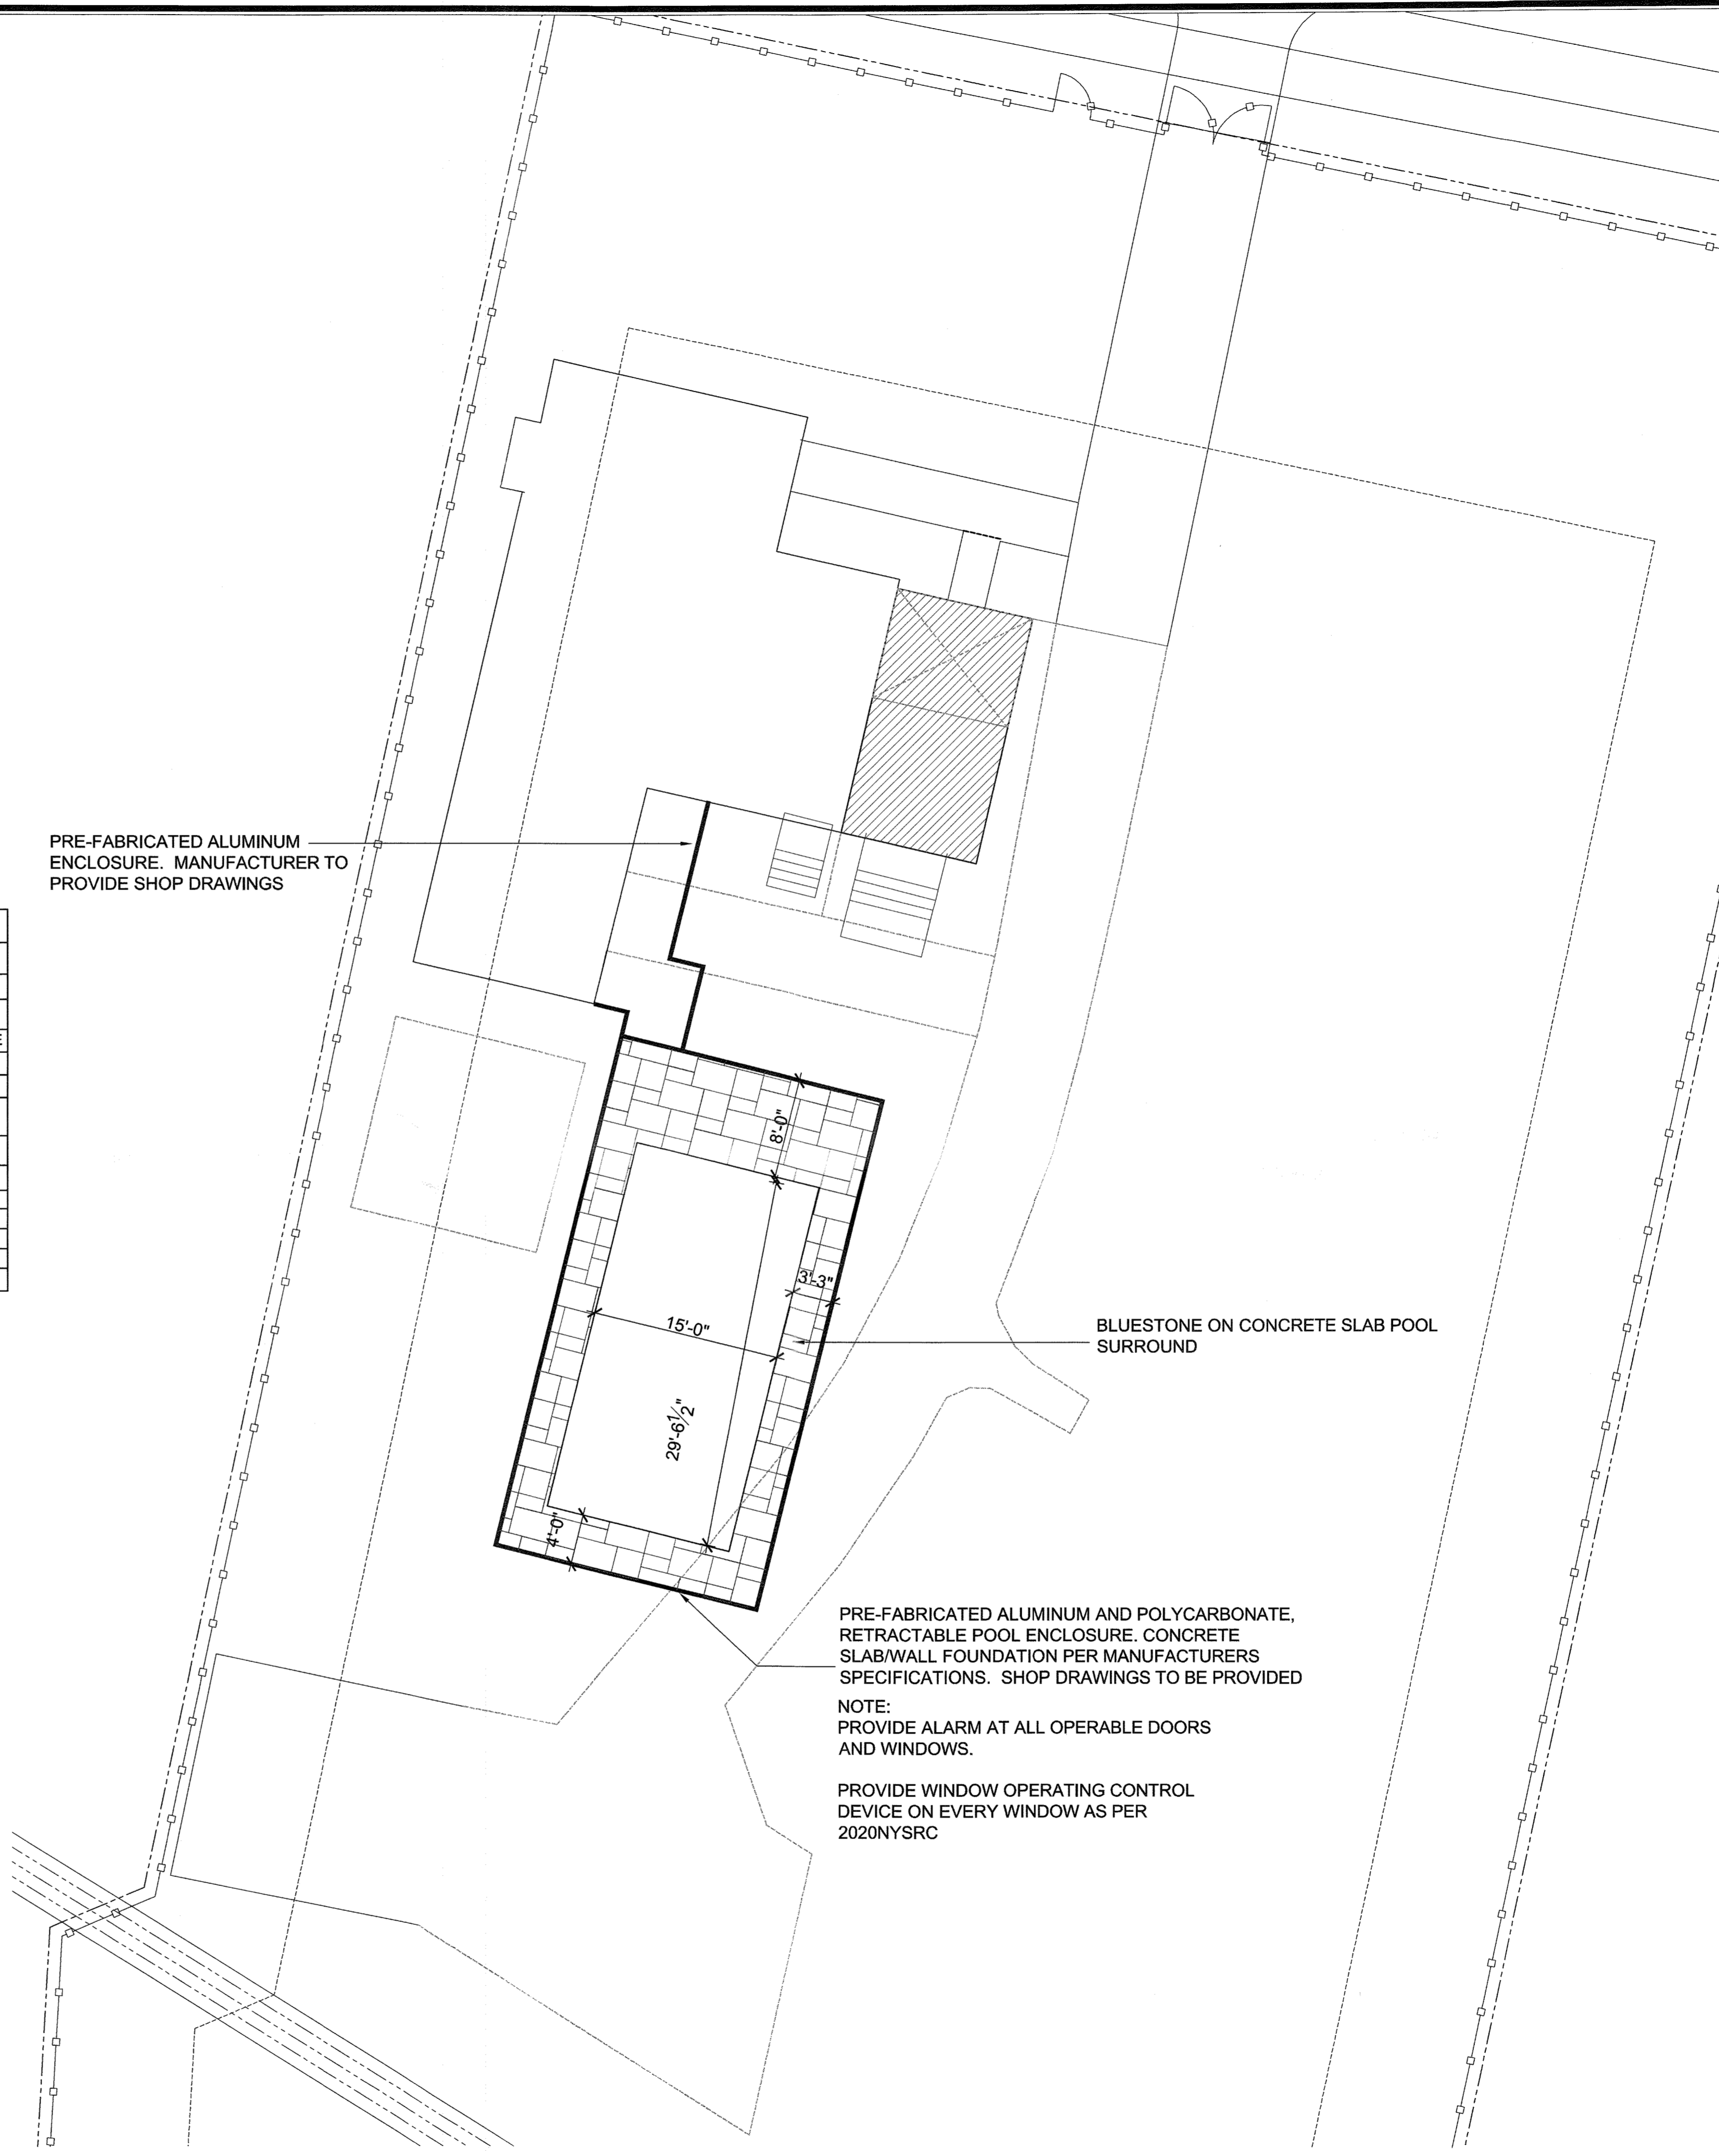 PRE-FABRICATED ALUMINUM
ENCLOSURE. MANUFACTURER TO
PROVIDE SHOP DRAWINGS
E
8'-0"
3'-3"
15'-0"
BLUESTONE ON CONCRETE SLAB POOL
SURROUND
29'-6½"
4'-0"
PRE-FABRICATED ALUMINUM AND POLYCARBONATE,
RETRACTABLE POOL ENCLOSURE. CONCRETE
SLAB/WALL FOUNDATION PER MANUFACTURERS
SPECIFICATIONS. SHOP DRAWINGS TO BE PROVIDED
NOTE:
PROVIDE ALARM AT ALL OPERABLE DOORS
AND WINDOWS.
PROVIDE WINDOW OPERATING CONTROL
DEVICE ON EVERY WINDOW AS PER
2020NYSRC